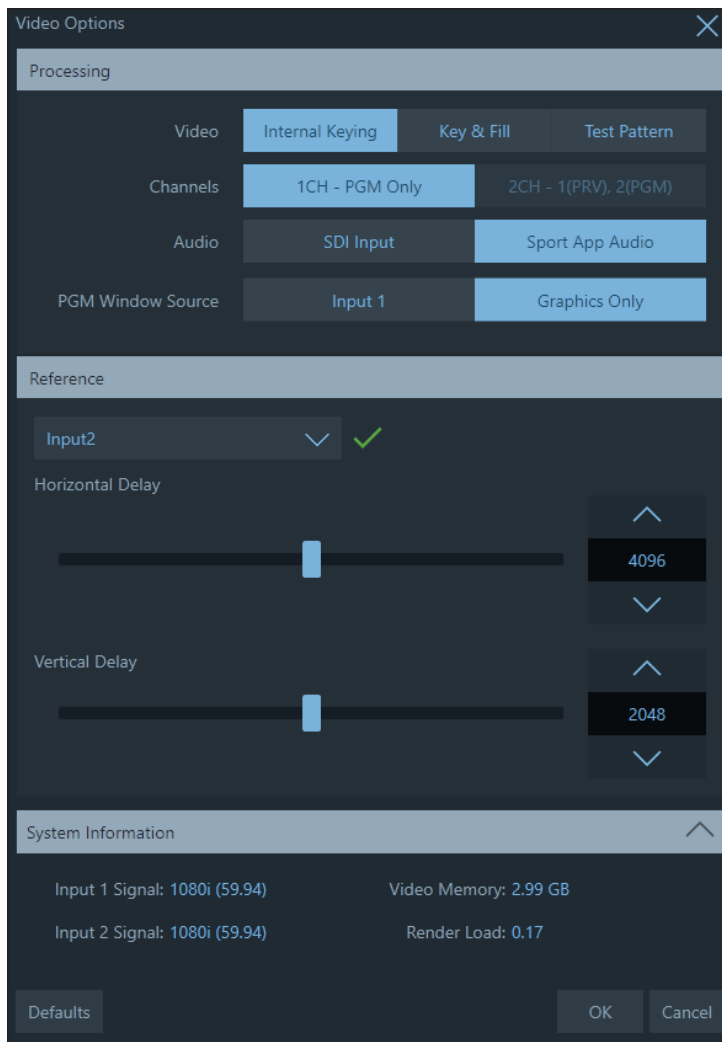 Video Options
Processing
Video Internal Keying Key & Fill Test Pattern
Channels 1CH - PGM Only 2CH - 1(PRV), 2(PGM)
Audio SDI Input Sport App Audio
PGM Window Source Input 1 Graphics Only
Reference
Input2
Horizontal Delay
4096
Vertical Delay
2048
System Information
Input 1 Signal: 1080i (59.94) Video Memory: 2.99 GB
Input 2 Signal: 1080i (59.94) Render Load: 0.17
Defaults OK Cancel